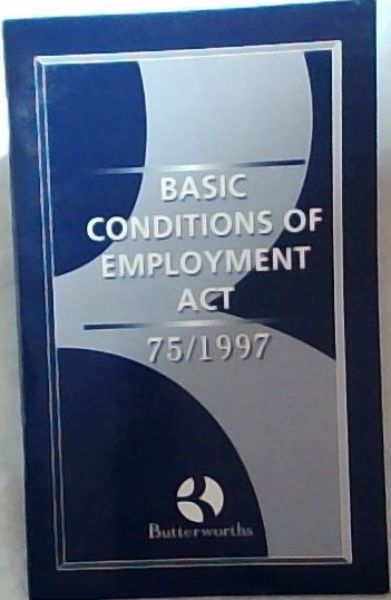 BASIC
CONDITIONS OF
EMPLOYMENT
ACT
75/1997
Butterworths